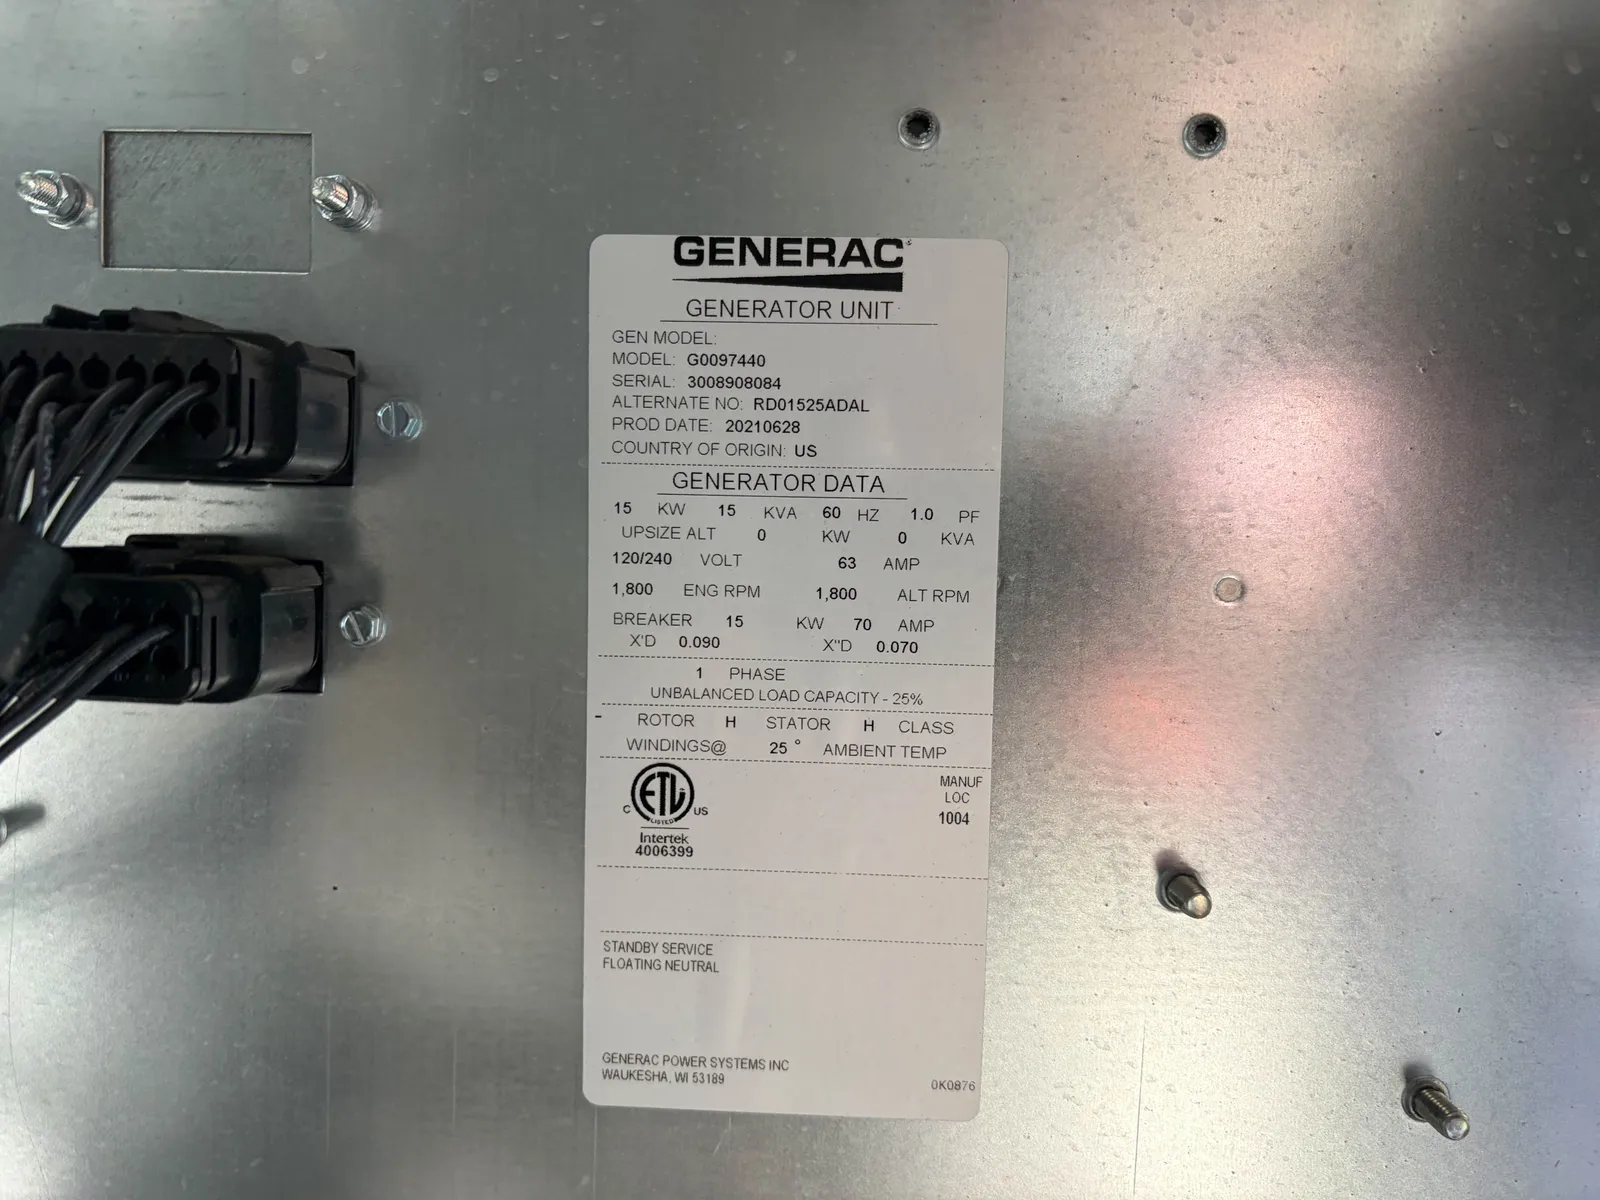 GENERAC
GENERATOR UNIT
GEN MODEL:
MODEL: G0097440
SERIAL: 3008908084
ALTERNATE NO: RD01525ADAL
PROD DATE: 20210628
COUNTRY OF ORIGIN: US
GENERATOR DATA
15 KW 15 KVA 60 HZ 1.0 PF
UPSIZE ALT 0 KW 0 KVA
120/240 VOLT 63 AMP
1,800 ENG RPM 1,800 ALT RPM
BREAKER 15 KW 70 AMP
X'D 0.090 X"D 0.070
1 PHASE
UNBALANCED LOAD CAPACITY - 25%
- ROTOR H STATOR H CLASS
WINDINGS@ 25 ° AMBIENT TEMP
ETL
LISTED
C US
Intertek
4006399
MANUF
LOC
1004
STANDBY SERVICE
FLOATING NEUTRAL
GENERAC POWER SYSTEMS INC
WAUKESHA, WI 53189
0K0876